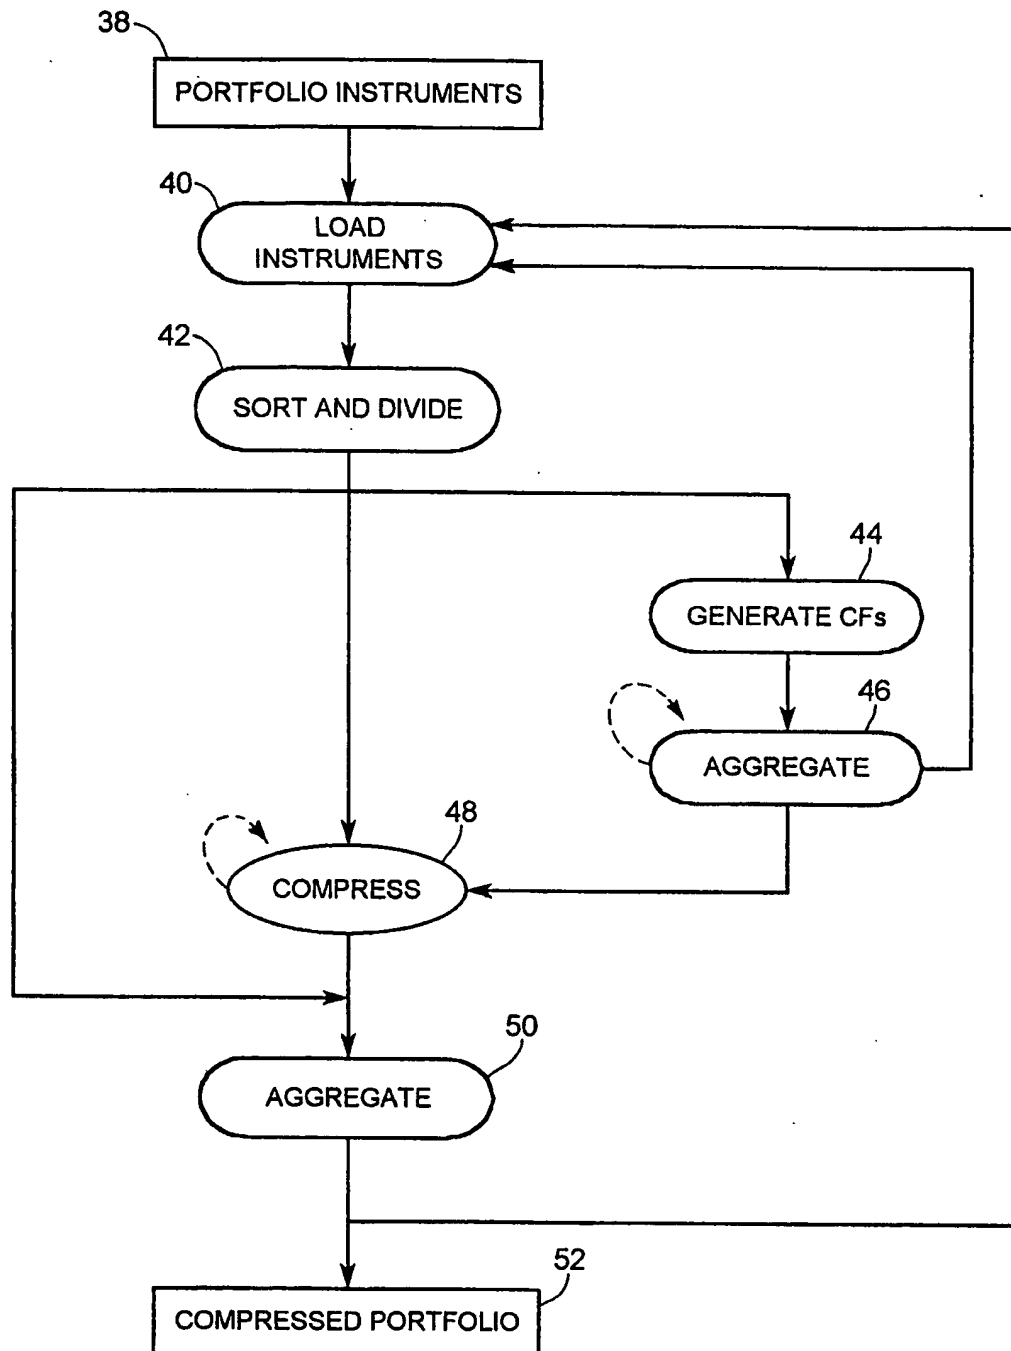 38
PORTFOLIO INSTRUMENTS
40
LOAD
INSTRUMENTS
42
SORT AND DIVIDE
44
GENERATE CFs
46
AGGREGATE
48
COMPRESS
50
AGGREGATE
52
COMPRESSED PORTFOLIO